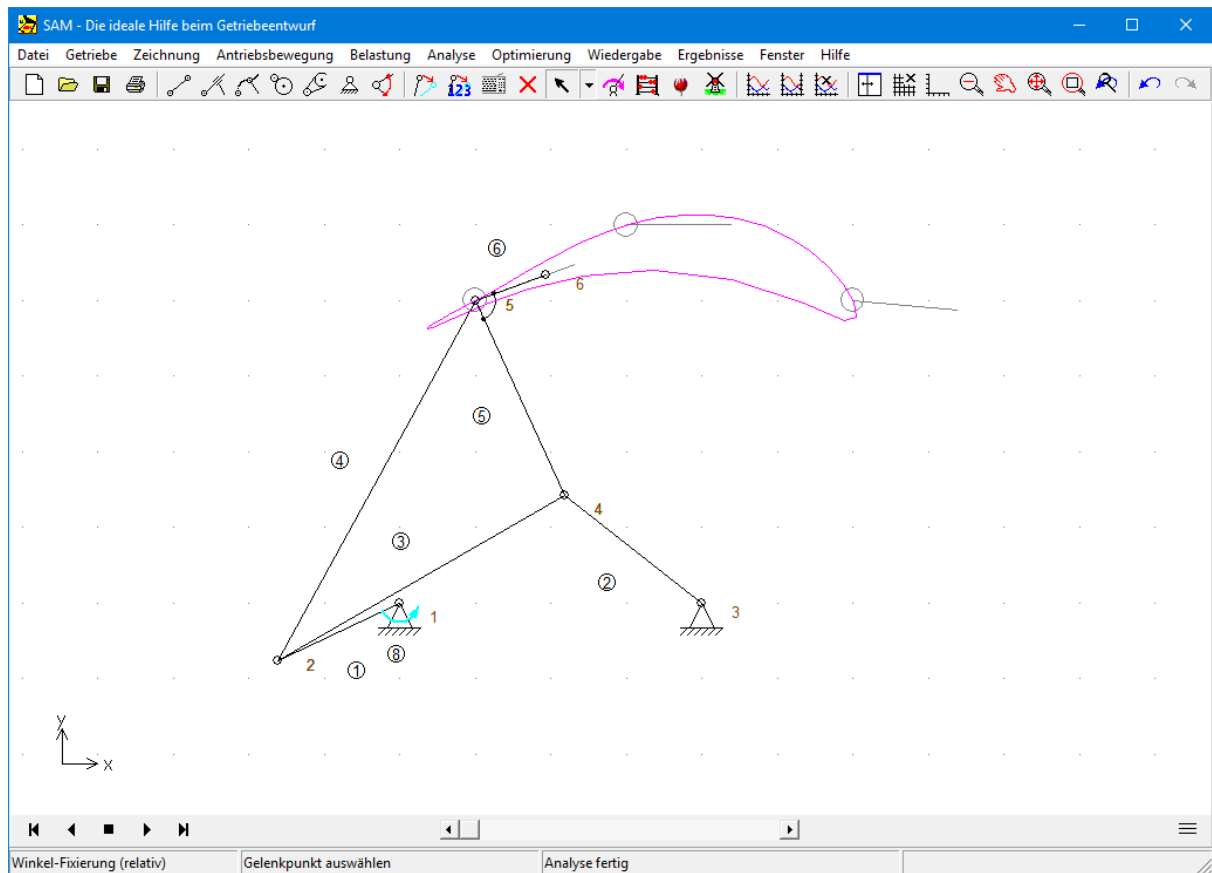 SAM - Die ideale Hilfe beim Getriebeentwurf
Datei Getriebe Zeichnung Antriebsbewegung Belastung Analyse Optimierung Wiedergabe Ergebnisse Fenster Hilfe
123
⑥
6
5
⑤
④
4
③
②
1
3
⑧
2
①
y
x
Winkel-Fixierung (relativ) Gelenkpunkt auswählen Analyse fertig